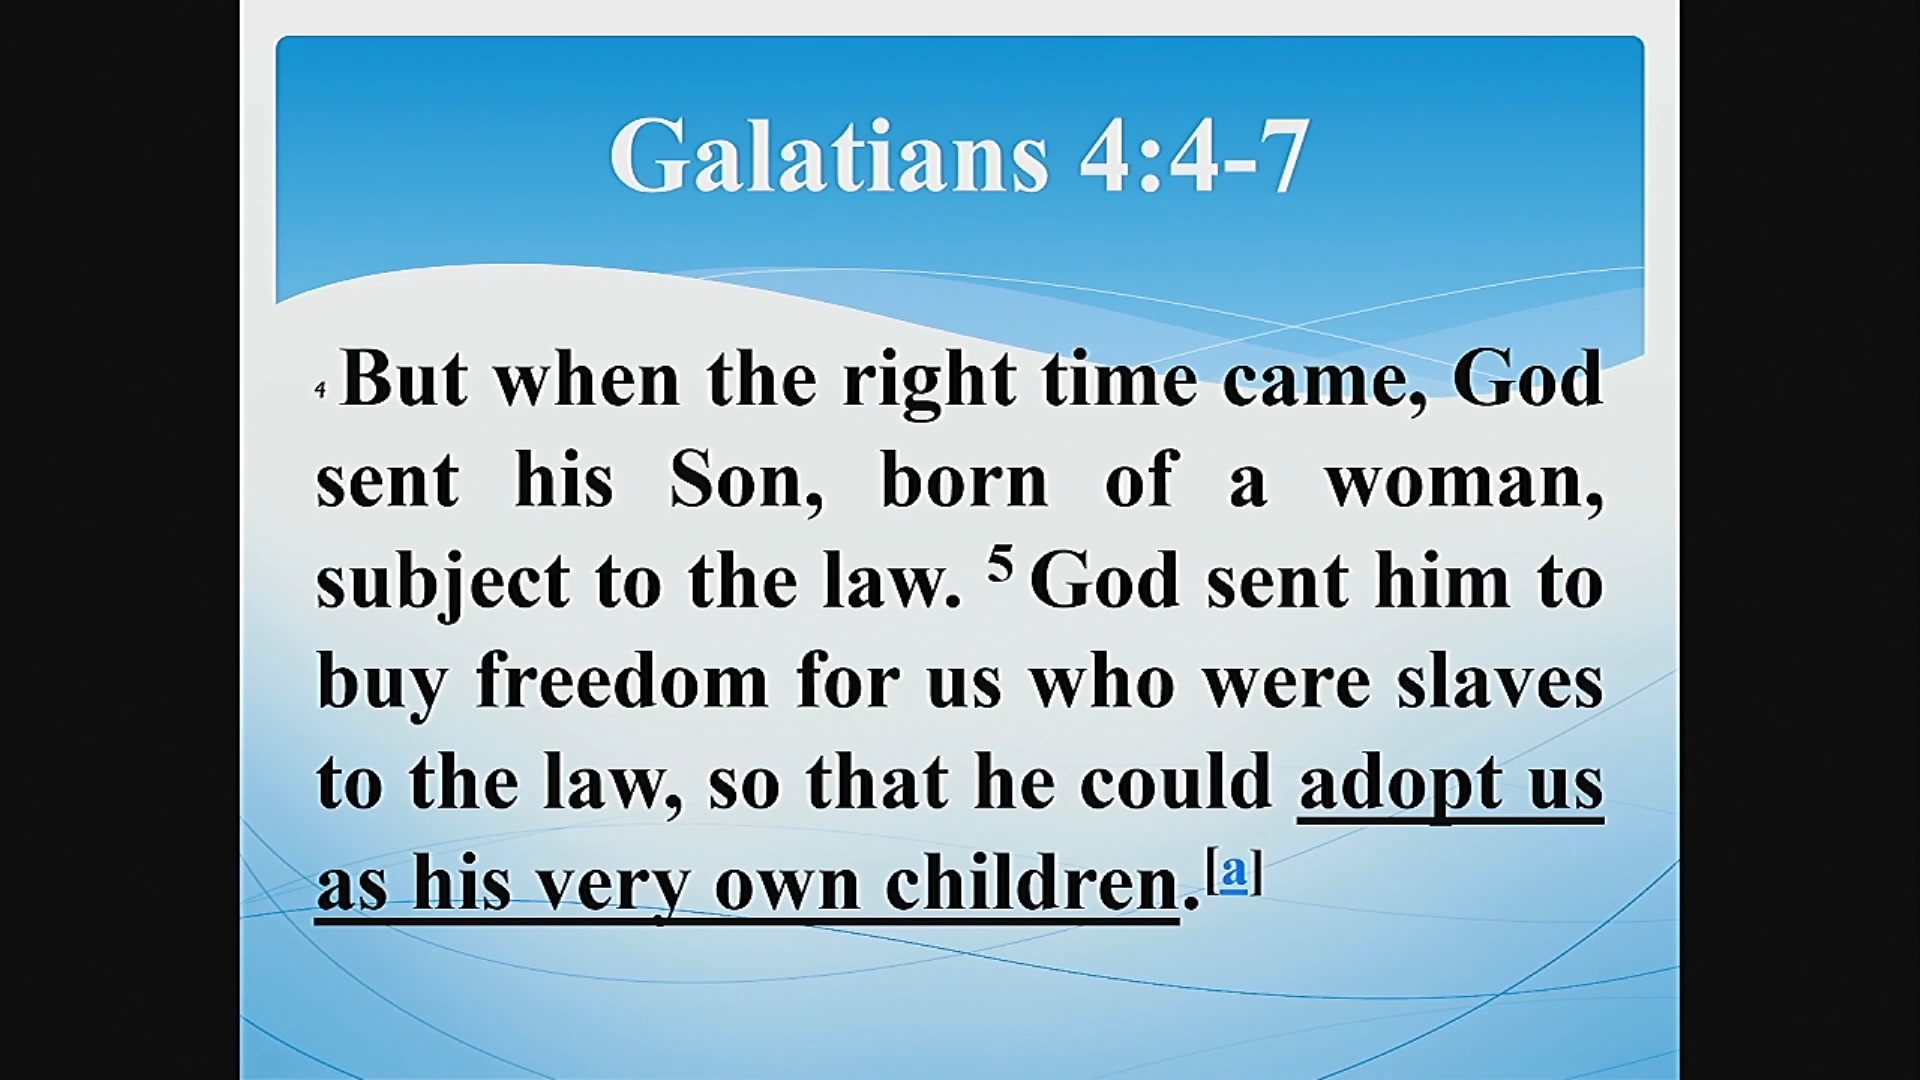 Galatians 4:4-7
4 But when the right time came, God
sent his Son, born of a woman,
subject to the law. 5 God sent him to
buy freedom for us who were slaves
to the law, so that he could adopt us
as his very own children.[a]